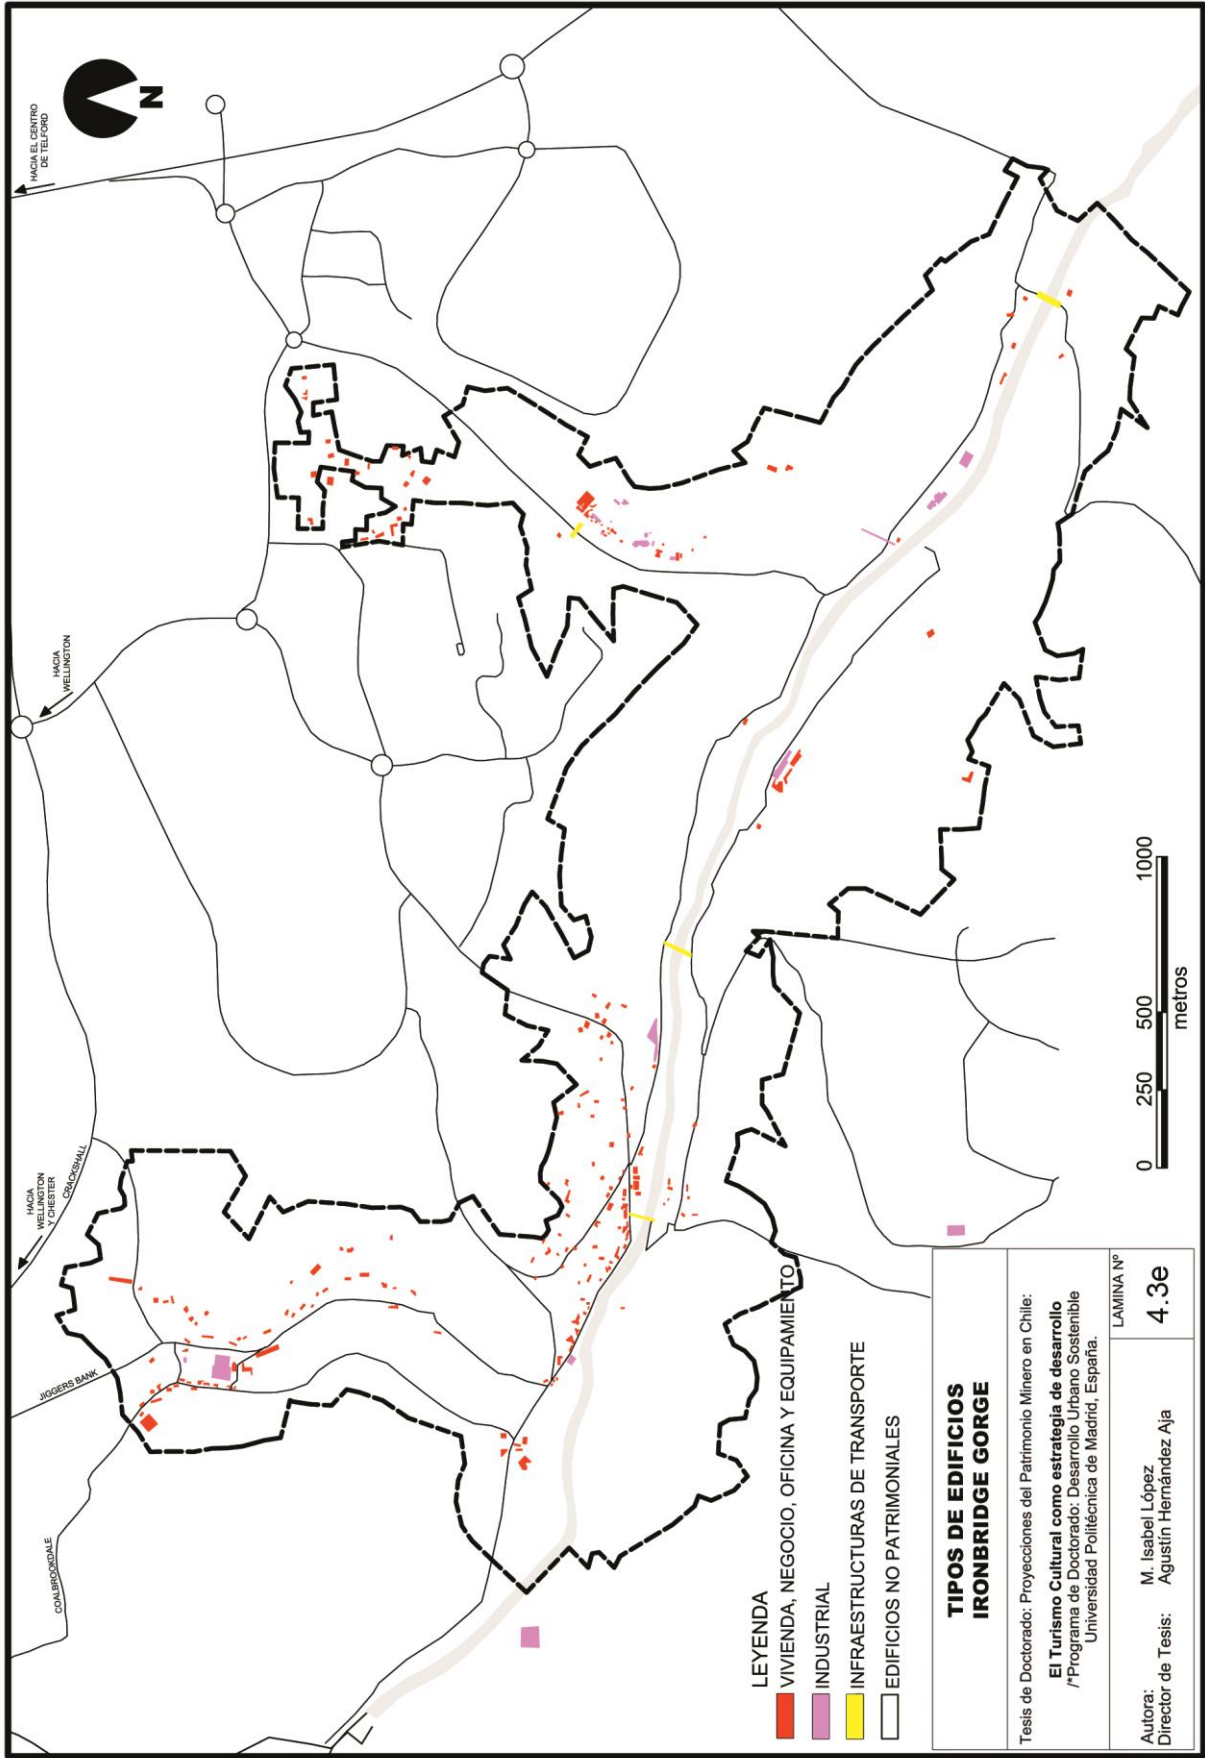 COALBROOKDALE
JIGGERS BANK
HACIA
WELLINGTON
Y CHESTER
CRACKSHALL
HACIA
WELLINGTON
HACIA EL CENTRO
DE TELFORD
N
LEYENDA
VIVIENDA, NEGOCIO, OFICINA Y EQUIPAMIENTO
INDUSTRIAL
INFRAESTRUCTURAS DE TRANSPORTE
EDIFICIOS NO PATRIMONIALES
0 250 500 1000
metros
TIPOS DE EDIFICIOS
IRONBRIDGE GORGE
Tesis de Doctorado: Proyecciones del Patrimonio Minero en Chile:
El Turismo Cultural como estrategia de desarrollo
/*Programa de Doctorado: Desarrollo Urbano Sostenible
Universidad Politécnica de Madrid, España.
Autora: M. Isabel López
Director de Tesis: Agustín Hernández Aja
LAMINA Nº
4.3e